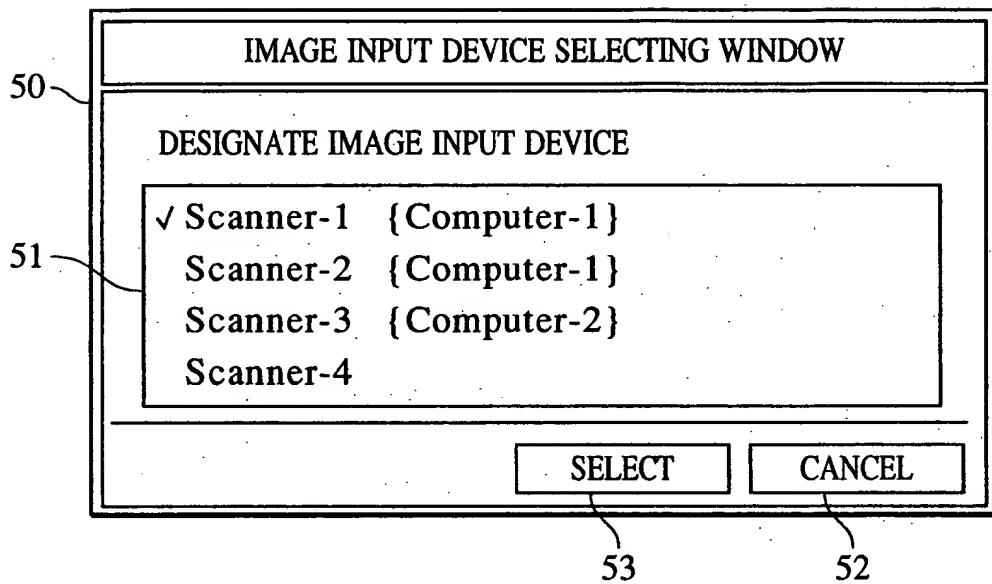 IMAGE INPUT DEVICE SELECTING WINDOW
50
DESIGNATE IMAGE INPUT DEVICE
√ Scanner-1 {Computer-1}
51
Scanner-2 {Computer-1}
Scanner-3 {Computer-2}
Scanner-4
SELECT
CANCEL
53
52